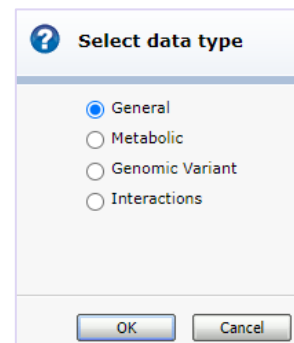 Select data type
General
Metabolic
Genomic Variant
Interactions
OK Cancel